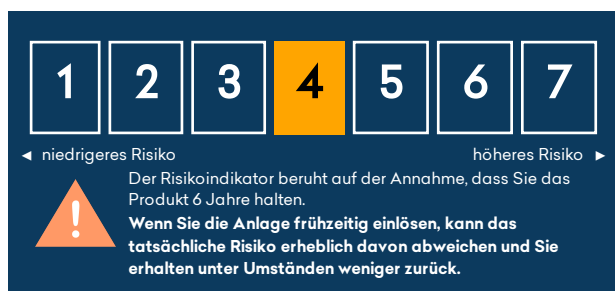 1 2 3 4 5 6 7
◄ niedrigeres Risiko höheres Risiko ►
Der Risikoindikator beruht auf der Annahme, dass Sie das
Produkt 6 Jahre halten.
Wenn Sie die Anlage frühzeitig einlösen, kann das
tatsächliche Risiko erheblich davon abweichen und Sie
erhalten unter Umständen weniger zurück.
!